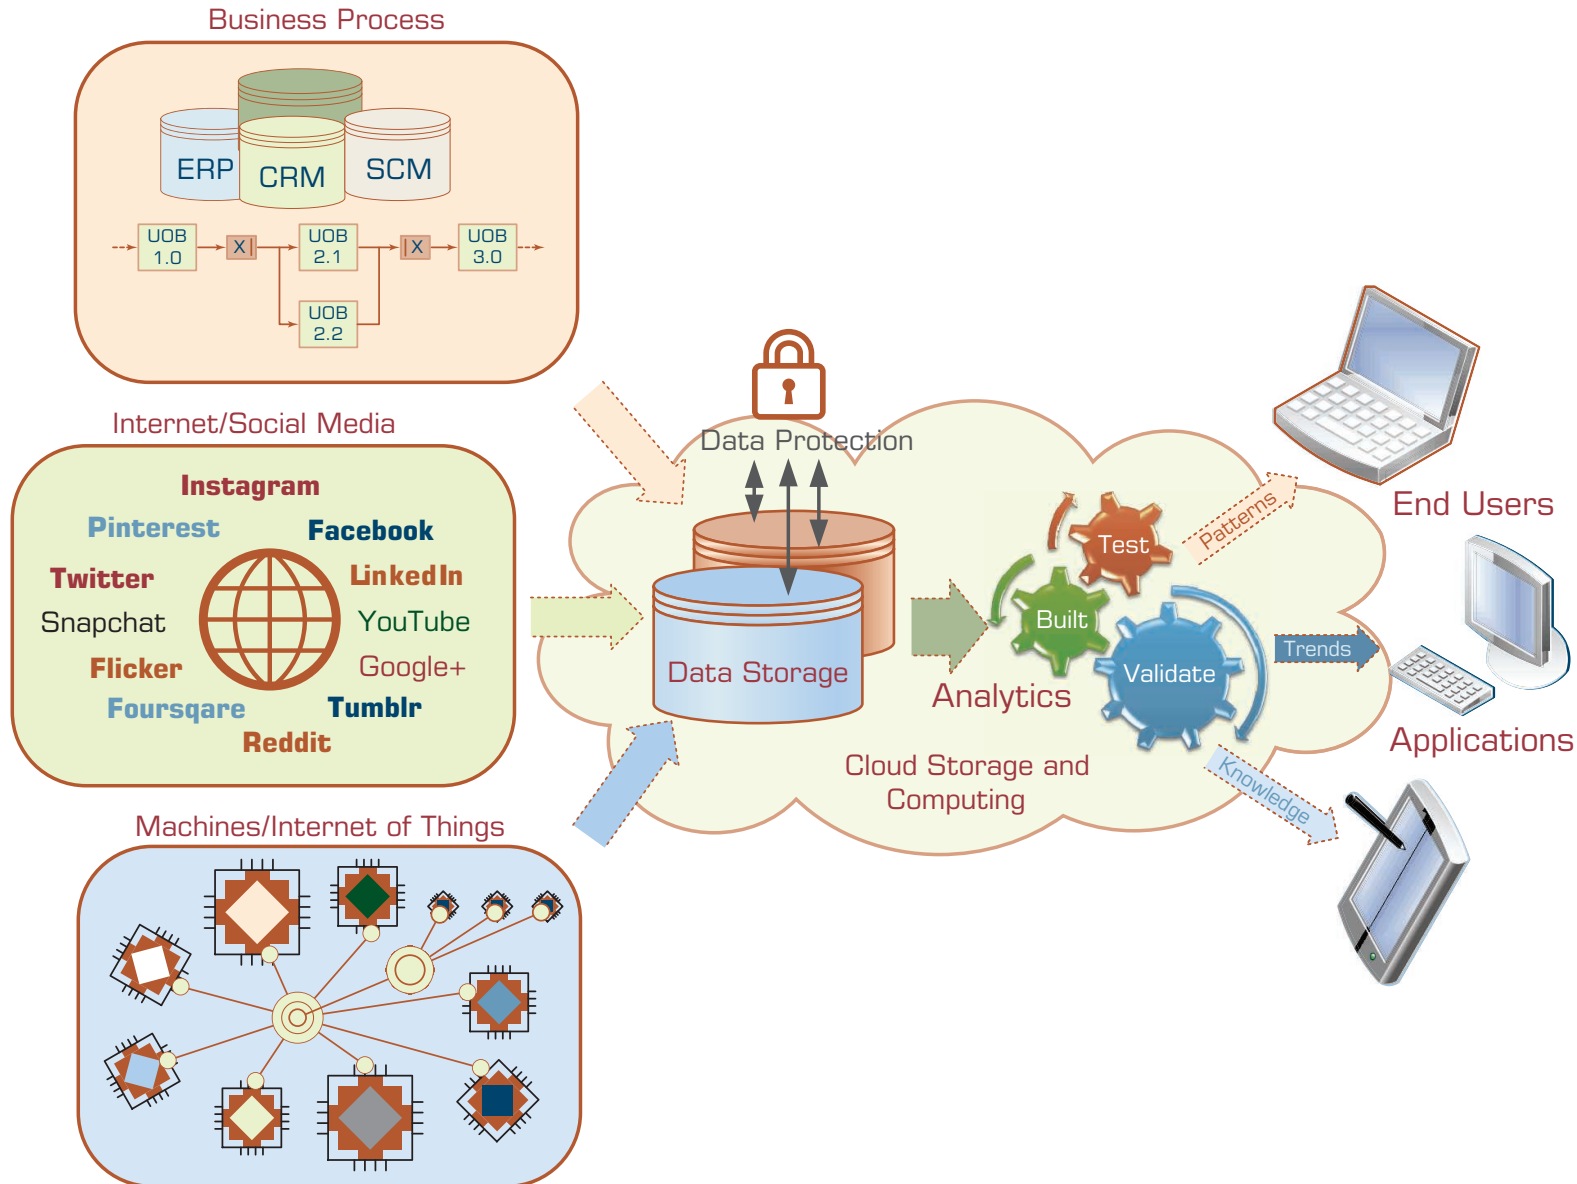 Business Process
ERP
CRM
SCM
UOB
1.0
X|
UOB
2.1
|X
UOB
3.0
UOB
2.2
Internet/Social Media
Instagram
Pinterest
Facebook
Twitter
LinkedIn
Snapchat
YouTube
Flicker
Google+
Foursqare
Tumblr
Reddit
Machines/Internet of Things
Data Protection
Data Storage
Analytics
Test
Built
Validate
Cloud Storage and
Computing
Patterns
Trends
Knowledge
End Users
Applications